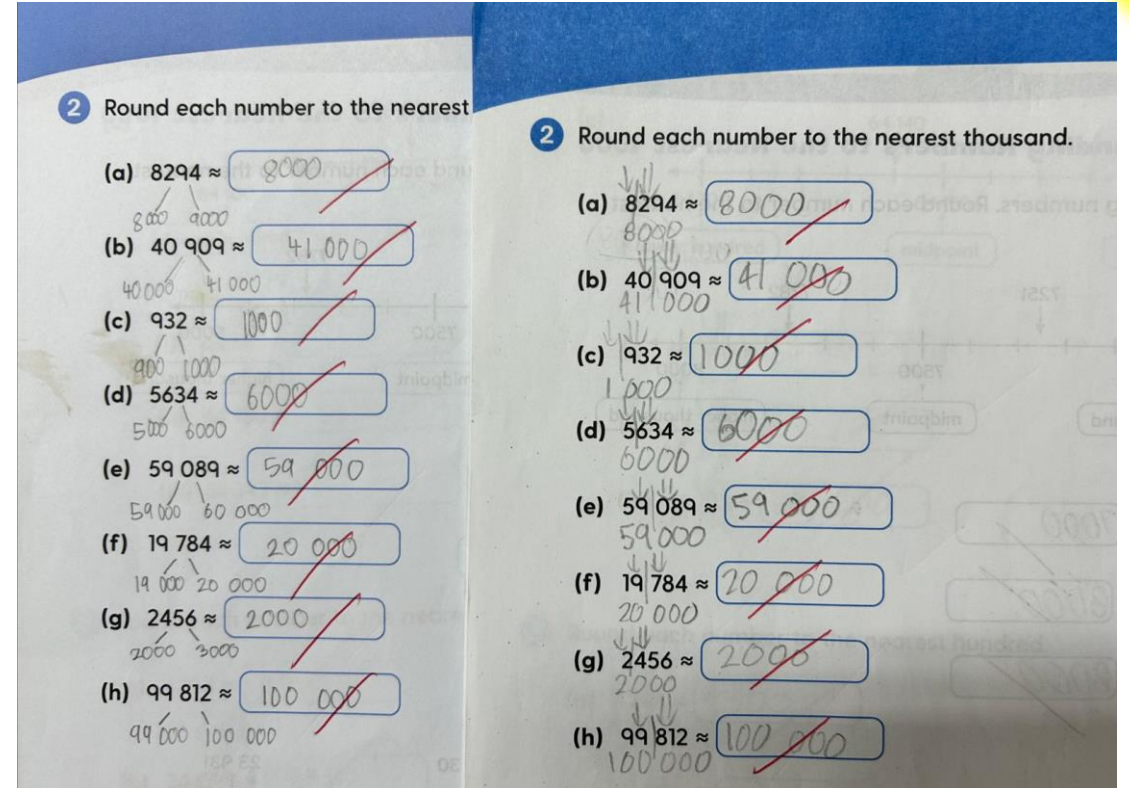 2 Round each number to the nearest
(a) 8294 ≈ 8000
8000 9000
(b) 40 909 ≈ 41 000
40000 41 000
(c) 932 ≈ 1000
900 1000
(d) 5634 ≈ 6000
5000 6000
(e) 59 089 ≈ 59 000
59 000 60 000
(f) 19 784 ≈ 20 000
19 000 20 000
(g) 2456 ≈ 2000
2000 3000
(h) 99 812 ≈ 100 000
99 000 100 000
2 Round each number to the nearest thousand.
(a) 8294 ≈ 8000
8000
(b) 40 909 ≈ 41 000
41 000
(c) 932 ≈ 1000
1 000
(d) 5634 ≈ 6000
6000
(e) 59 089 ≈ 59 000
59 000
(f) 19 784 ≈ 20 000
20 000
(g) 2456 ≈ 2000
2000
(h) 99 812 ≈ 100 000
100 000